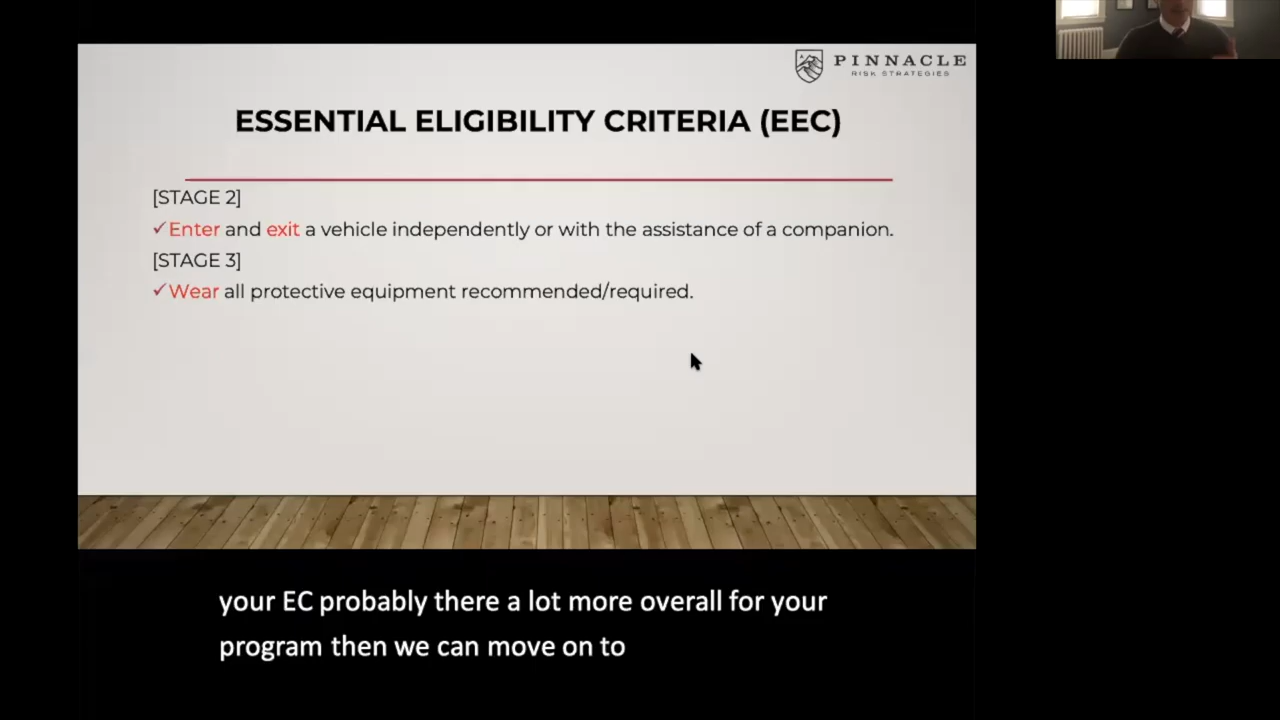 PINNACLE
RISK STRATEGIES
ESSENTIAL ELIGIBILITY CRITERIA (EEC)
[STAGE 2]
✓Enter and exit a vehicle independently or with the assistance of a companion.
[STAGE 3]
✓Wear all protective equipment recommended/required.
your EC probably there a lot more overall for your
program then we can move on to